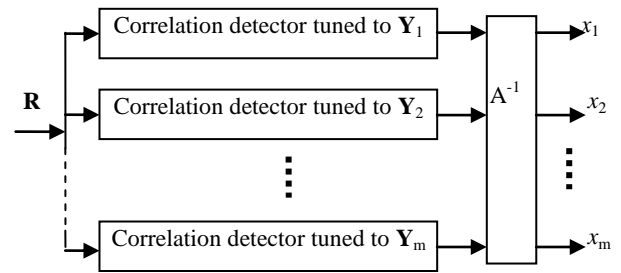 Correlation detector tuned to Y₁
x₁
R
A⁻¹
Correlation detector tuned to Y₂
x₂
Correlation detector tuned to Yₘ
xₘ